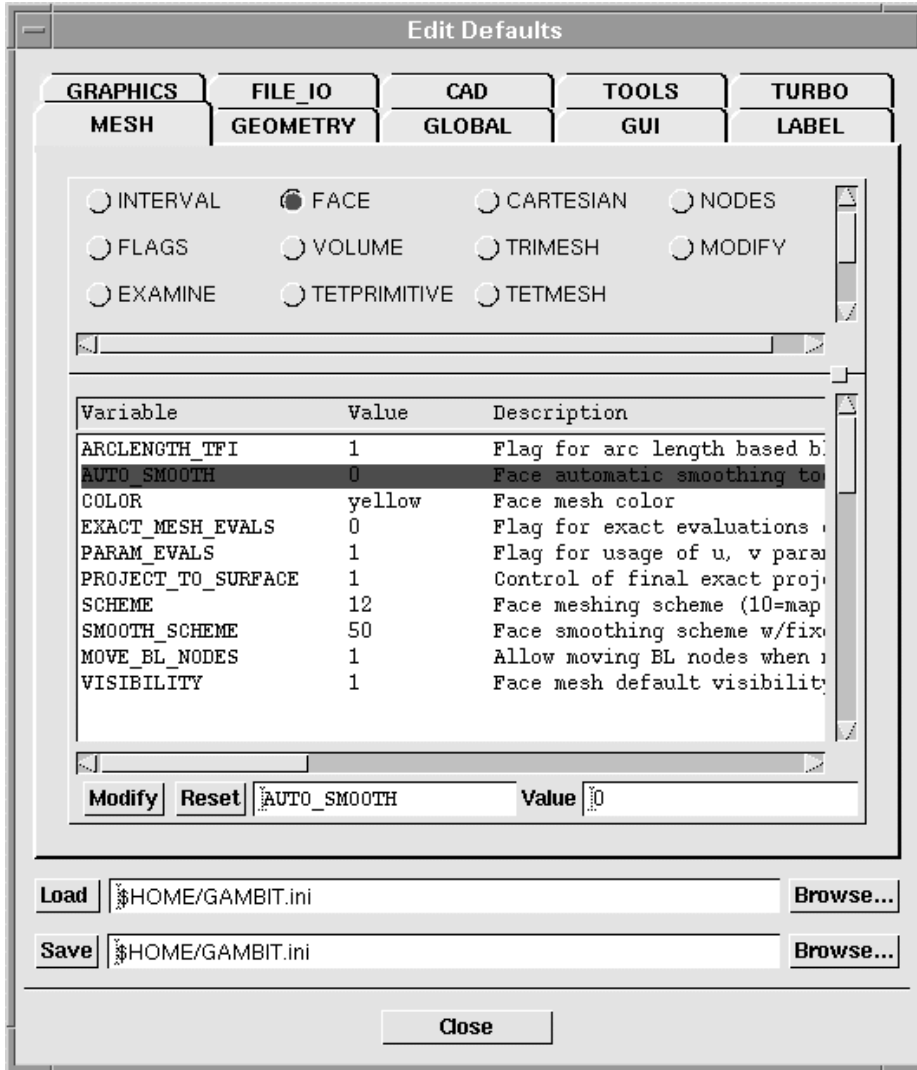 Edit Defaults
GRAPHICS FILE_IO CAD TOOLS TURBO
MESH GEOMETRY GLOBAL GUI LABEL
INTERVAL FACE CARTESIAN NODES
FLAGS VOLUME TRIMESH MODIFY
EXAMINE TETPRIMITIVE TETMESH
Variable Value Description
ARCLENGTH_TFI 1 Flag for arc length based
AUTO_SMOOTH 0 Face automatic smoothing
COLOR yellow Face mesh color
EXACT_MESH_EVALS 0 Flag for exact evaluations
PARAM_EVALS 1 Flag for usage of u, v
PROJECT_TO_SURFACE 1 Control of final exact
SCHEME 12 Face meshing scheme (10=map
SMOOTH_SCHEME 50 Face smoothing scheme
MOVE_BL_NODES 1 Allow moving BL nodes when
VISIBILITY 1 Face mesh default visibility
Modify Reset AUTO_SMOOTH Value 0
Load $HOME/GAMBIT.ini Browse...
Save $HOME/GAMBIT.ini Browse...
Close